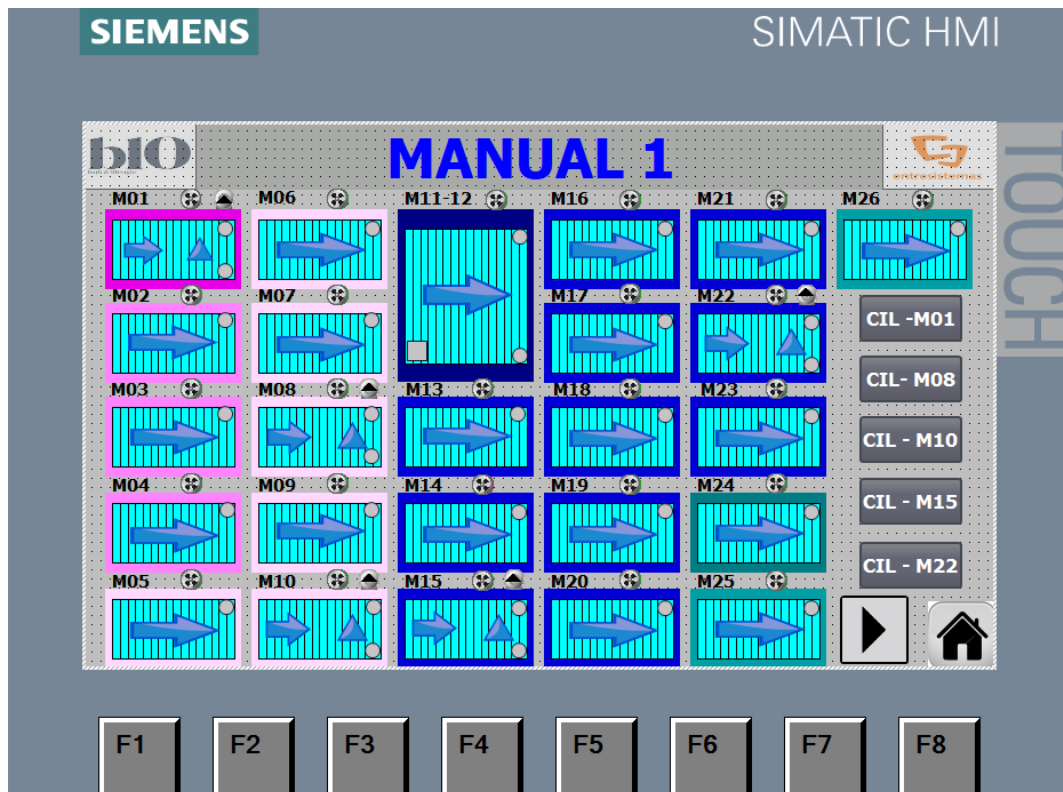 SIEMENS
SIMATIC HMI
TOUCH
bIO
MANUAL 1
entresistemas
M01 M06 M11-12 M16 M21 M26
M02 M07 M17 M22
CIL -M01
M03 M08 M13 M18 M23
CIL- M08
CIL - M10
M04 M09 M14 M19 M24
CIL - M15
M05 M10 M15 M20 M25
CIL - M22
F1 F2 F3 F4 F5 F6 F7 F8